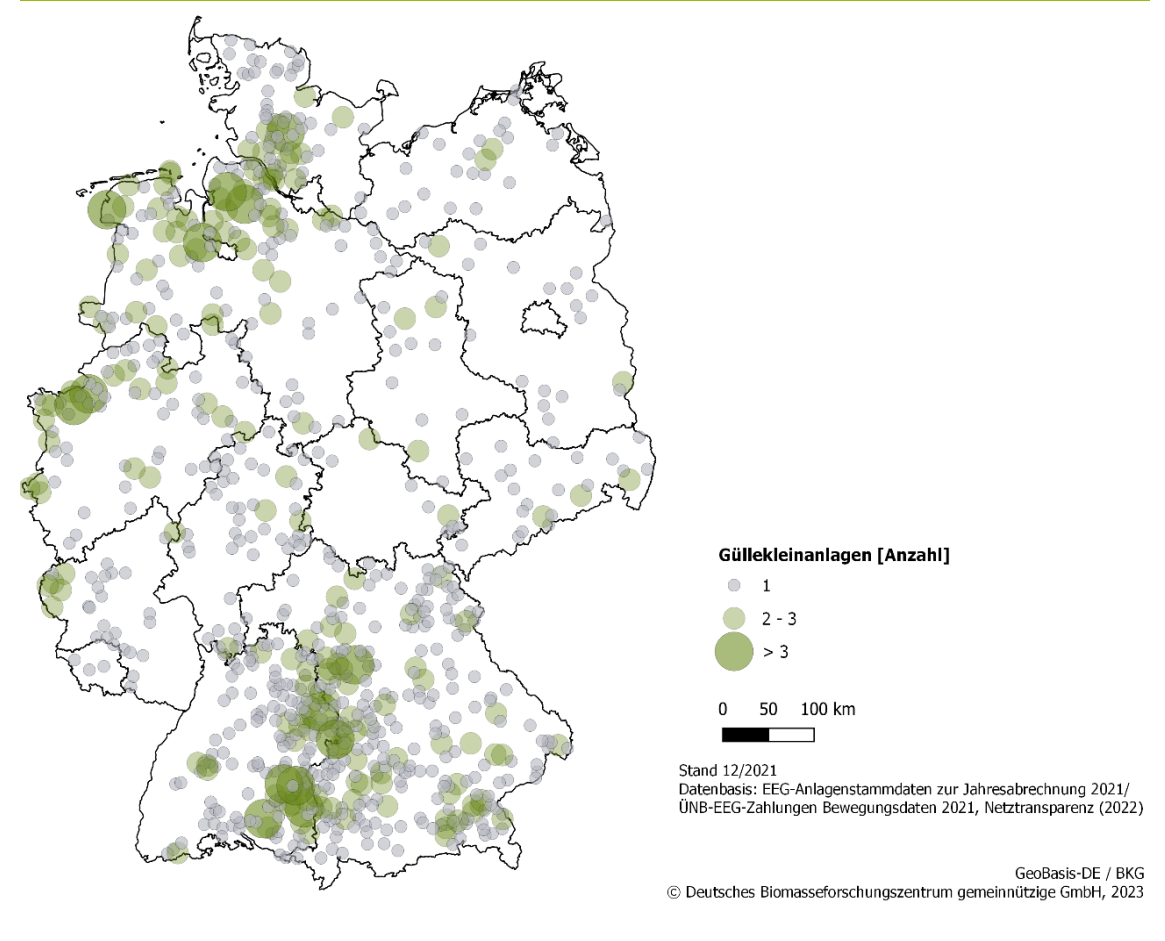 Güllekleinanlagen [Anzahl]
1
2 - 3
> 3
0 50 100 km
Stand 12/2021
Datenbasis: EEG-Anlagenstammdaten zur Jahresabrechnung 2021/
ÜNB-EEG-Zahlungen Bewegungsdaten 2021, Netztransparenz (2022)
GeoBasis-DE / BKG
© Deutsches Biomasseforschungszentrum gemeinnützige GmbH, 2023